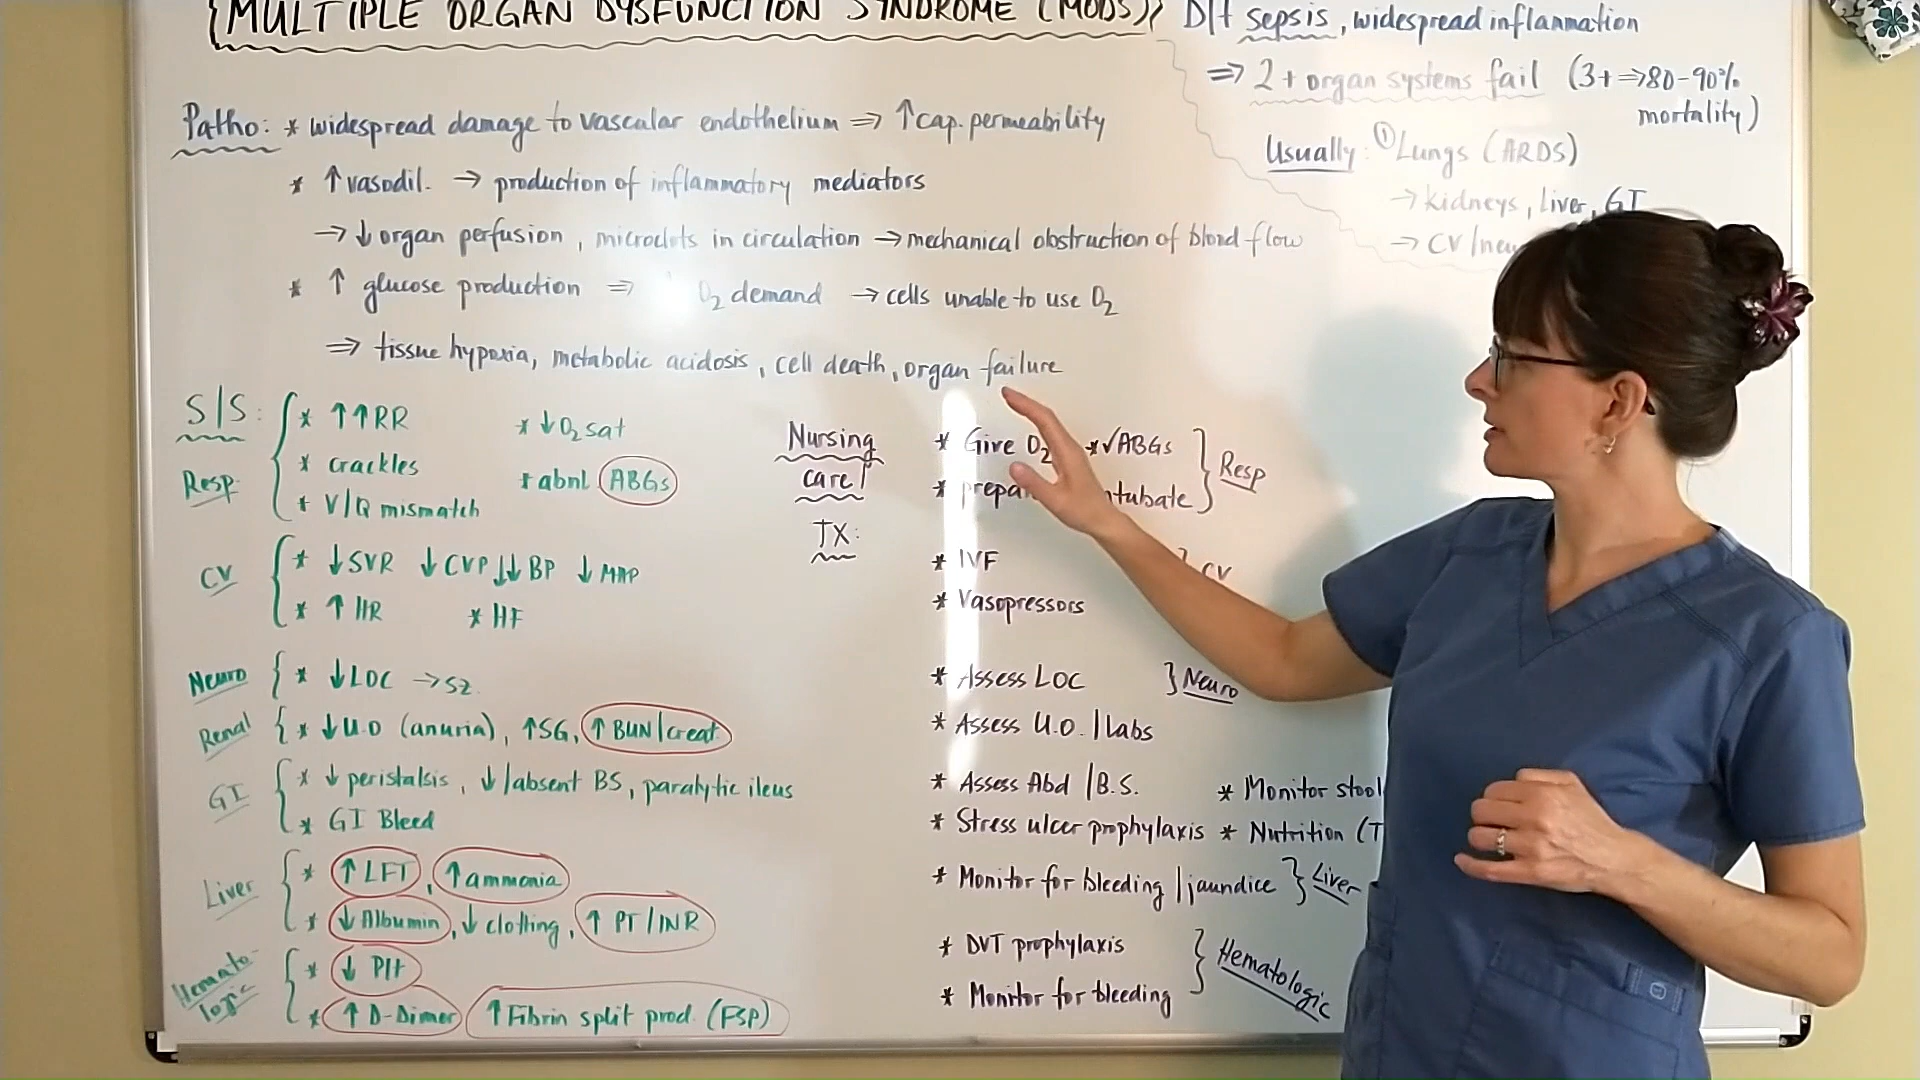 {MULTIPLE ORGAN DYSFUNCTION SYNDROME (MODS)} D/t sepsis, widespread inflammation
⇒ 2+ organ systems fail (3+ ⇒ 80-90% mortality)
Usually: ① Lungs (ARDS)
→ kidneys, liver, GI
→ CV/neu
Patho: * widespread damage to vascular endothelium ⇒ ↑cap. permeability
* ↑ vasodil. → production of inflammatory mediators
→ ↓ organ perfusion, microclots in circulation → mechanical obstruction of blood flow
* ↑ glucose production ⇒ O2 demand → cells unable to use O2
⇒ tissue hypoxia, metabolic acidosis, cell death, organ failure
S/S:
Resp { * ↑↑RR * ↓O2 sat
* crackles * abnl ABGs
* V/Q mismatch
CV { * ↓SVR ↓CVP ↓↓BP ↓MAP
* ↑ HR * HF
Neuro { * ↓LOC → SZ.
Renal { * ↓U.O (anuria), ↑SG, ↑ BUN/creat.
GI { * ↓ peristalsis, ↓/absent BS, paralytic ileus
* GI Bleed
Liver { * ↑ LFT, ↑ ammonia
* ↓ Albumin, ↓ clotting, ↑ PT/INR
Hemato-logic { * ↓ Plt
* ↑ D-Dimer ↑ Fibrin split prod. (FSP)
Nursing care/
TX:
* Give O2 * √ABGs } Resp
* prepa ntubate
* IVF } CV
* Vasopressors
* Assess LOC } Neuro
* Assess U.O. / Labs
* Assess Abd / B.S. * Monitor stool
* Stress ulcer prophylaxis * Nutrition (T
* Monitor for bleeding / jaundice } Liver
* DVT prophylaxis } Hematologic
* Monitor for bleeding